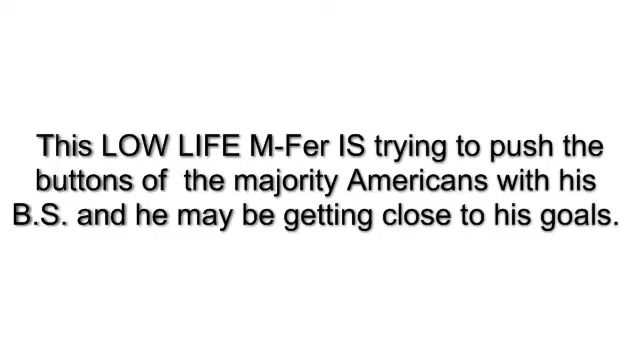 This LOW LIFE M-Fer IS trying to push the
buttons of  the majority Americans with his
B.S. and he may be getting close to his goals.